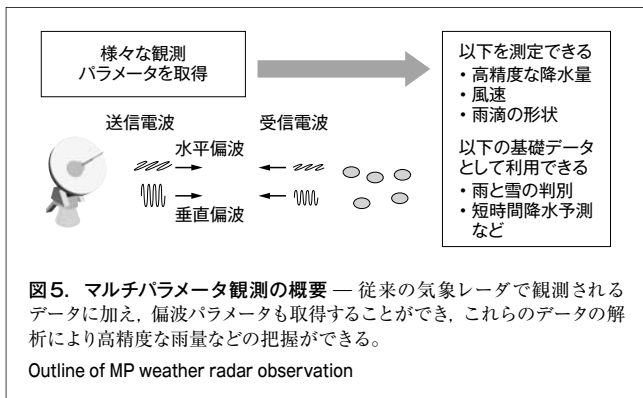 様々な観測
パラメータを取得
以下を測定できる
・高精度な降水量
・風速
・雨滴の形状
以下の基礎データ
として利用できる
・雨と雪の判別
・短時間降水予測
など
送信電波
受信電波
水平偏波
垂直偏波
図5．マルチパラメータ観測の概要 — 従来の気象レーダで観測される
データに加え，偏波パラメータも取得することができ，これらのデータの解
析により高精度な雨量などの把握ができる。
Outline of MP weather radar observation